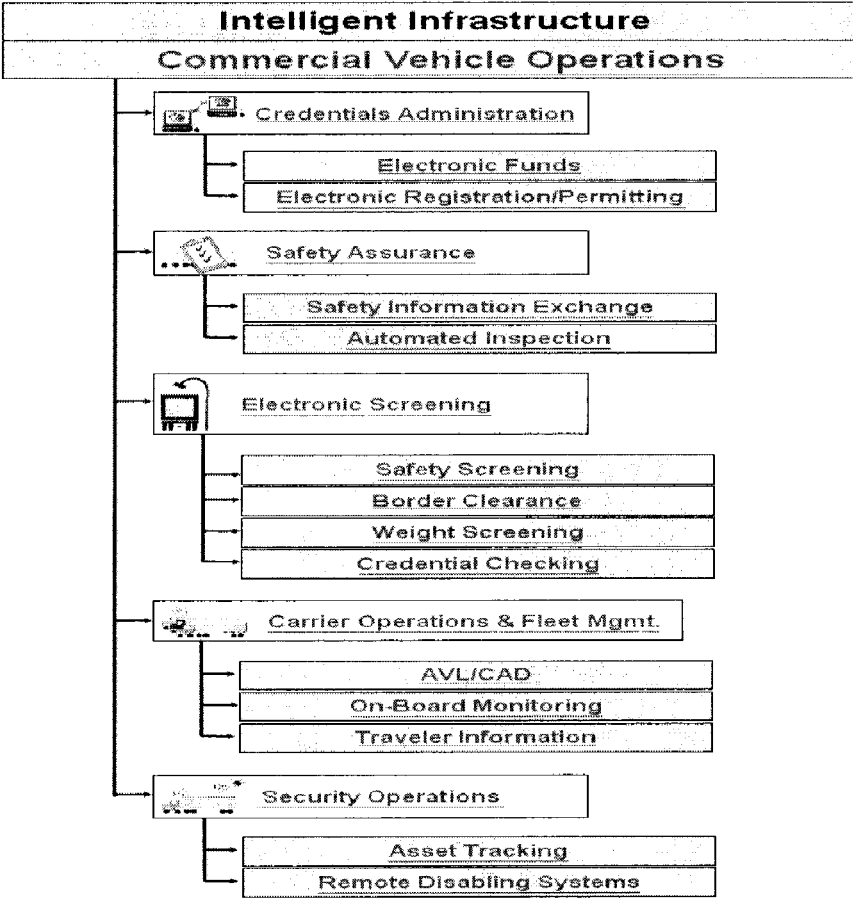 Intelligent Infrastructure
Commercial Vehicle Operations
Credentials Administration
Electronic Funds
Electronic Registration/Permitting
Safety Assurance
Safety Information Exchange
Automated Inspection
Electronic Screening
Safety Screening
Border Clearance
Weight Screening
Credential Checking
Carrier Operations & Fleet Mgmt.
AVL/CAD
On-Board Monitoring
Traveler Information
Security Operations
Asset Tracking
Remote Disabling Systems